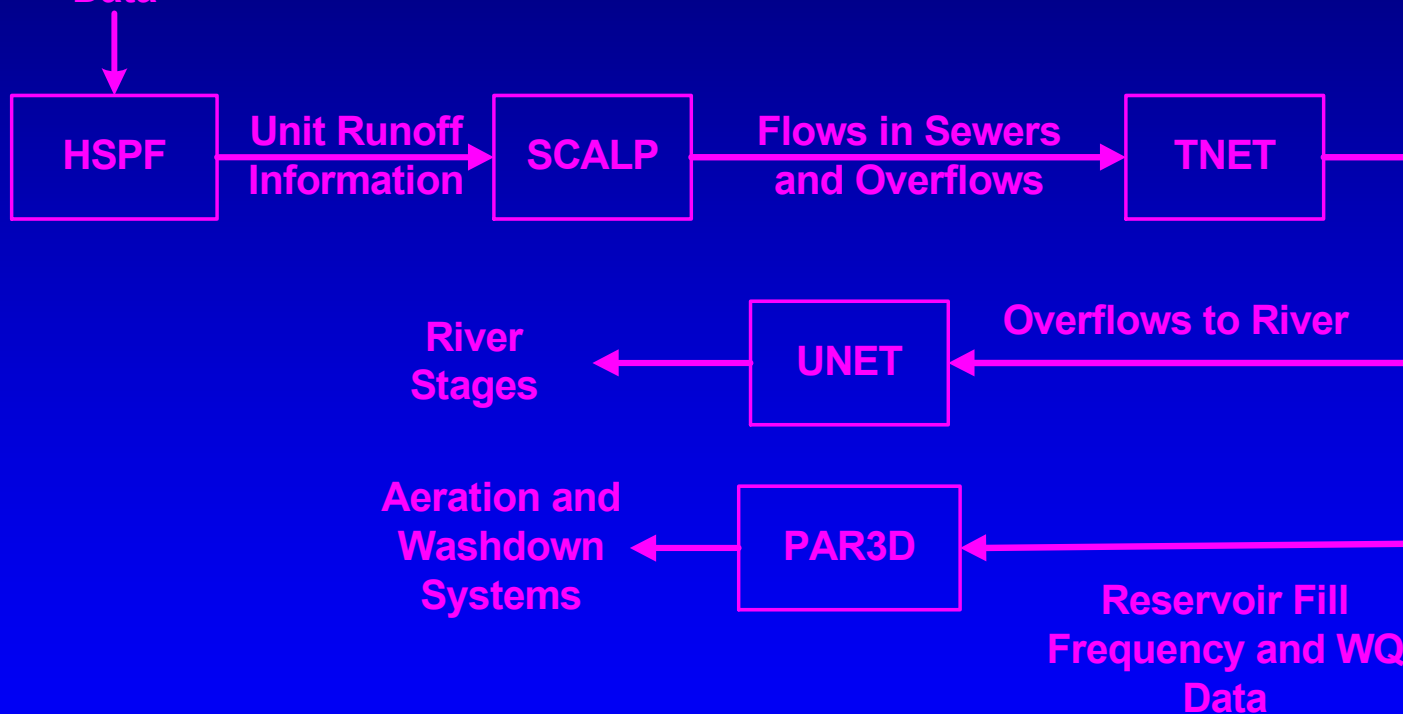 Data
HSPF
Unit Runoff
Information
SCALP
Flows in Sewers
and Overflows
TNET
River
Stages
UNET
Overflows to River
Aeration and
Washdown
Systems
PAR3D
Reservoir Fill
Frequency and WQ
Data